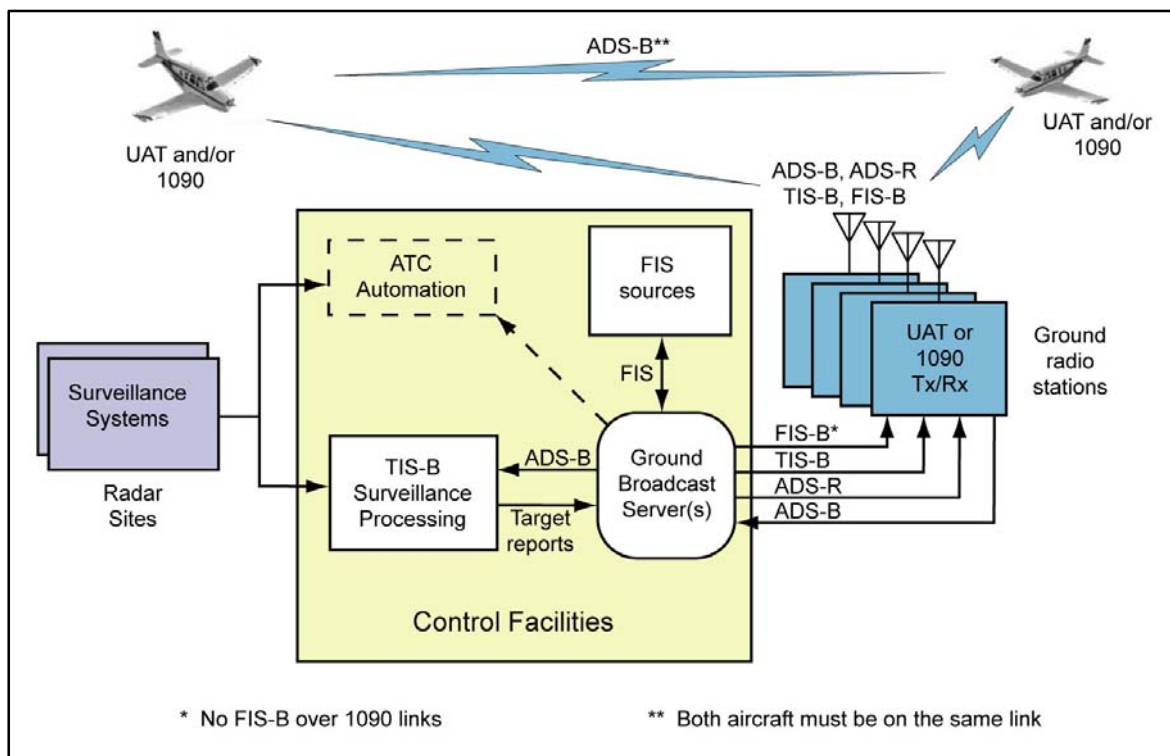 ADS-B**
UAT and/or
1090
UAT and/or
1090
ADS-B, ADS-R
TIS-B, FIS-B
ATC
Automation
FIS
sources
UAT or
1090
Tx/Rx
Ground
radio
stations
FIS
Surveillance
Systems
Radar
Sites
TIS-B
Surveillance
Processing
ADS-B
Target
reports
Ground
Broadcast
Server(s)
FIS-B*
TIS-B
ADS-R
ADS-B
Control Facilities
* No FIS-B over 1090 links
** Both aircraft must be on the same link